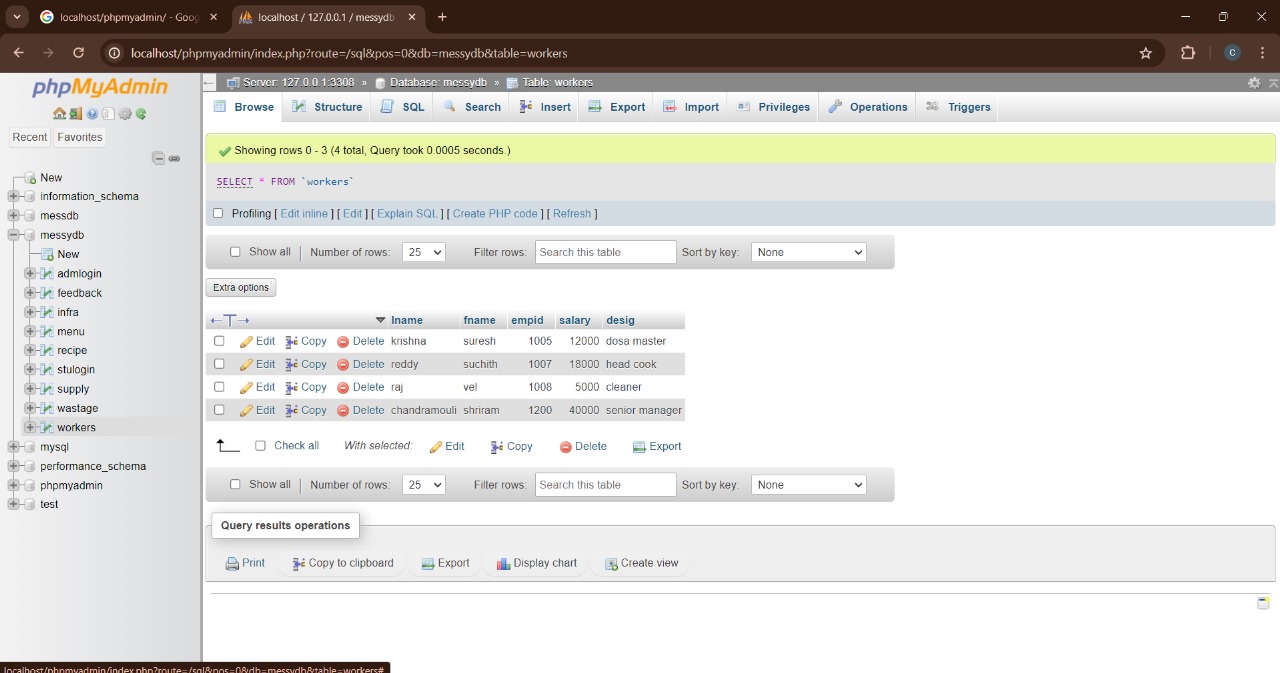 localhost/phpmyadmin/ - Goog
localhost / 127.0.0.1 / messydb
localhost/phpmyadmin/index.php?route=/sql&pos=0&db=messydb&table=workers
C
phpMyAdmin
Recent Favorites
New
information_schema
messdb
messydb
New
admlogin
feedback
infra
menu
recipe
stulogin
supply
wastage
workers
mysql
performance_schema
phpmyadmin
test
Server: 127.0.0.1:3308 » Database: messydb » Table: workers
Browse Structure SQL Search Insert Export Import Privileges Operations Triggers
Showing rows 0 - 3 (4 total, Query took 0.0005 seconds.)
SELECT * FROM `workers`
Profiling [ Edit inline ] [ Edit ] [ Explain SQL ] [ Create PHP code ] [ Refresh ]
Show all | Number of rows: 25 Filter rows: Search this table Sort by key: None
Extra options
←T→ lname fname empid salary desig
Edit Copy Delete krishna suresh 1005 12000 dosa master
Edit Copy Delete reddy suchith 1007 18000 head cook
Edit Copy Delete raj vel 1008 5000 cleaner
Edit Copy Delete chandramouli shriram 1200 40000 senior manager
Check all With selected: Edit Copy Delete Export
Show all | Number of rows: 25 Filter rows: Search this table Sort by key: None
Query results operations
Print Copy to clipboard Export Display chart Create view
localhost/phpmyadmin/index.php?route=/sql&pos=0&db=messydb&table=workers#